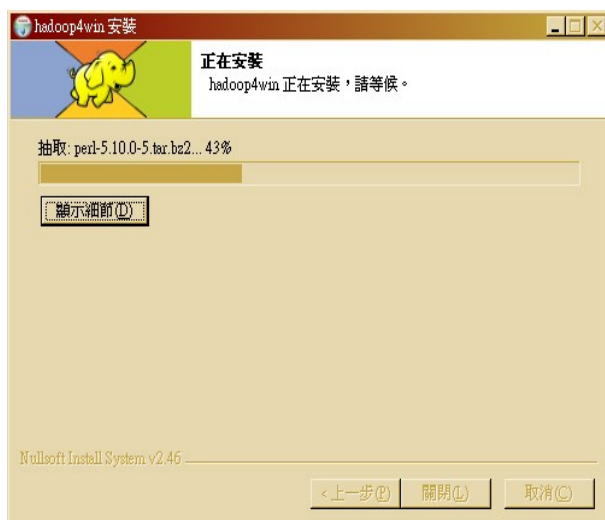 hadoop4win 安裝
正在安裝
hadoop4win 正在安裝，請等候。
抽取: perl-5.10.0-5.tar.bz2... 43%
顯示細節(D)
Nullsoft Install System v2.46
<上一步(P)
關閉(L)
取消(C)